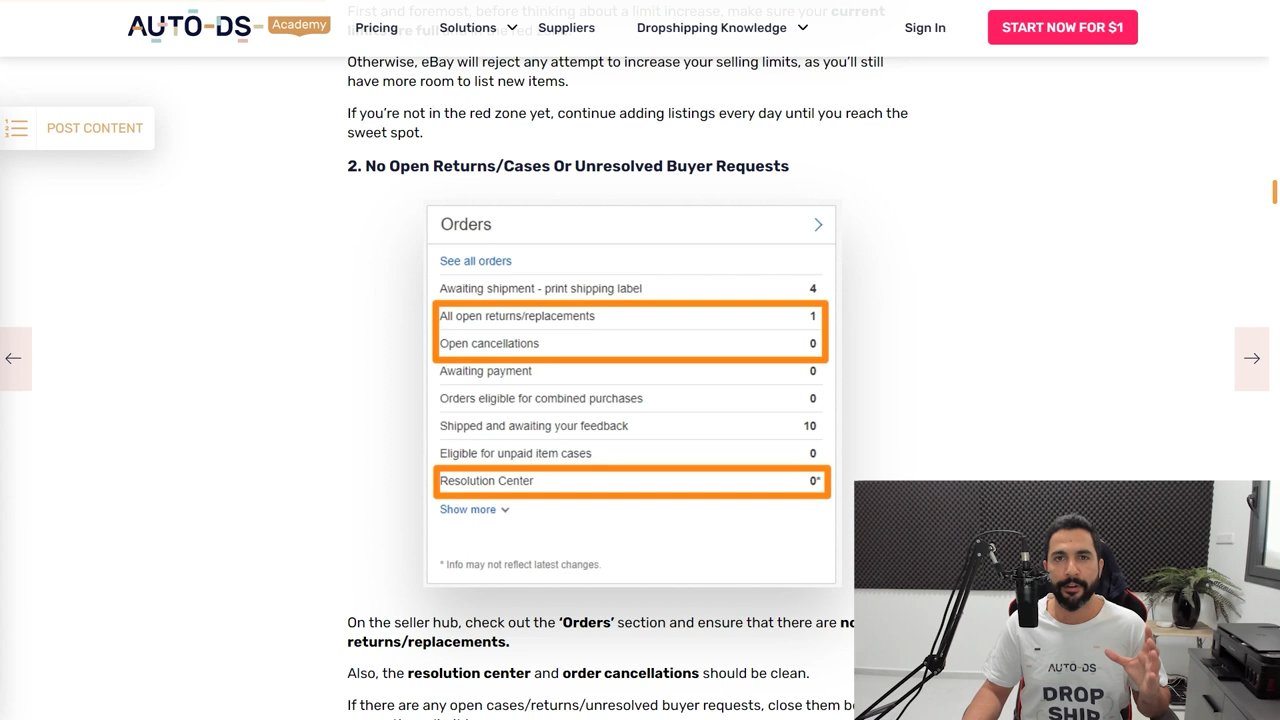 First and foremost, before thinking about a limit increase, make sure your current
limits are full
AUTO-DS Academy
Pricing
Solutions
Suppliers
Dropshipping Knowledge
Sign In
START NOW FOR $1
Otherwise, eBay will reject any attempt to increase your selling limits, as you’ll still
have more room to list new items.
POST CONTENT
If you’re not in the red zone yet, continue adding listings every day until you reach the
sweet spot.
2. No Open Returns/Cases Or Unresolved Buyer Requests
Orders
See all orders
Awaiting shipment - print shipping label 4
All open returns/replacements 1
Open cancellations 0
Awaiting payment 0
Orders eligible for combined purchases 0
Shipped and awaiting your feedback 10
Eligible for unpaid item cases 0
Resolution Center 0*
Show more
* Info may not reflect latest changes.
On the seller hub, check out the ‘Orders’ section and ensure that there are
returns/replacements.
Also, the resolution center and order cancellations should be clean.
If there are any open cases/returns/unresolved buyer requests, close them
AUTO-DS
DROP
SHIP